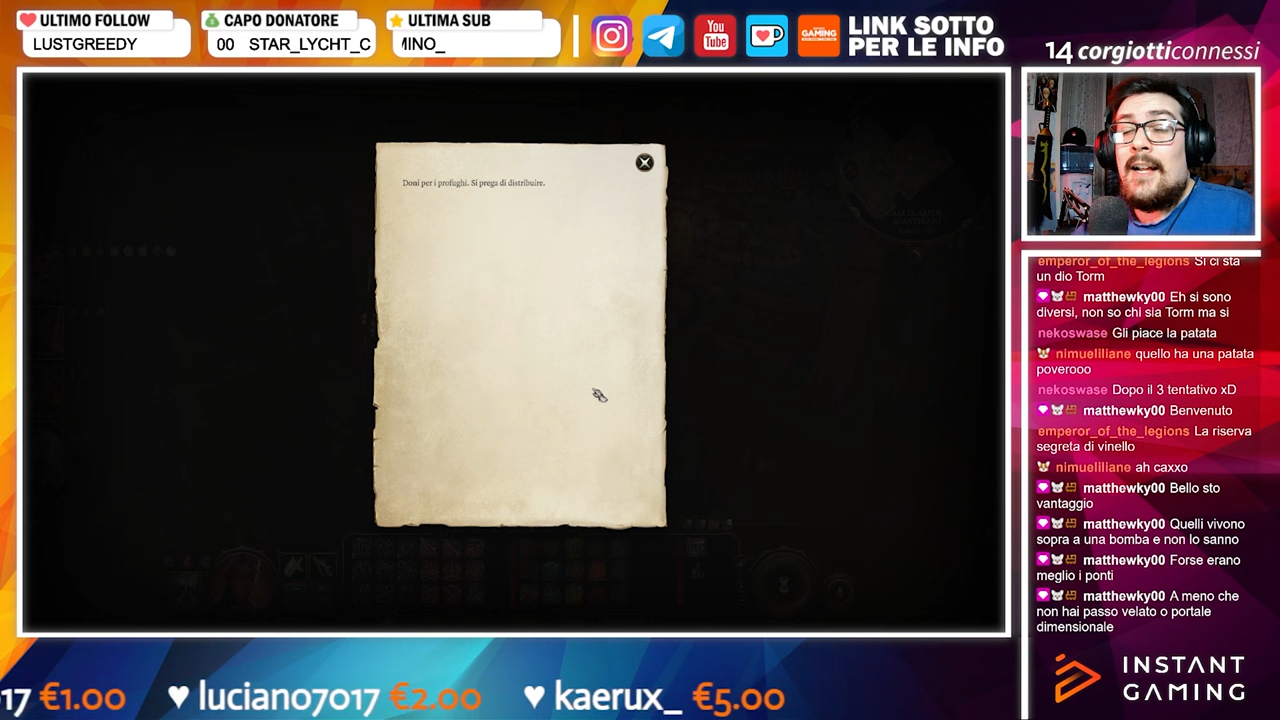 ULTIMO FOLLOW
LUSTGREEDY
CAPO DONATORE
00 STAR_LYCHT_C
ULTIMA SUB
INO_
You
Tube
GAMING
LINK SOTTO
PER LE INFO
14 corgiotticonnessi
Doni per i profughi. Si prega di distribuire.
emperor_of_the_legions Si ci sta
un dio Torm
matthewky00 Eh si sono
diversi, non so chi sia Torm ma si
nekoswase Gli piace la patata
nimueliliane quello ha una patata
poverooo
nekoswase Dopo il 3 tentativo xD
matthewky00 Benvenuto
emperor_of_the_legions La riserva
segreta di vinello
nimueliliane ah caxxo
matthewky00 Bello sto
vantaggio
matthewky00 Quelli vivono
sopra a una bomba e non lo sanno
matthewky00 Forse erano
meglio i ponti
matthewky00 A meno che
non hai passo velato o portale
dimensionale
INSTANT
GAMING
17 €1.00 ♥ luciano7017 €2.00 ♥ kaerux_ €5.00